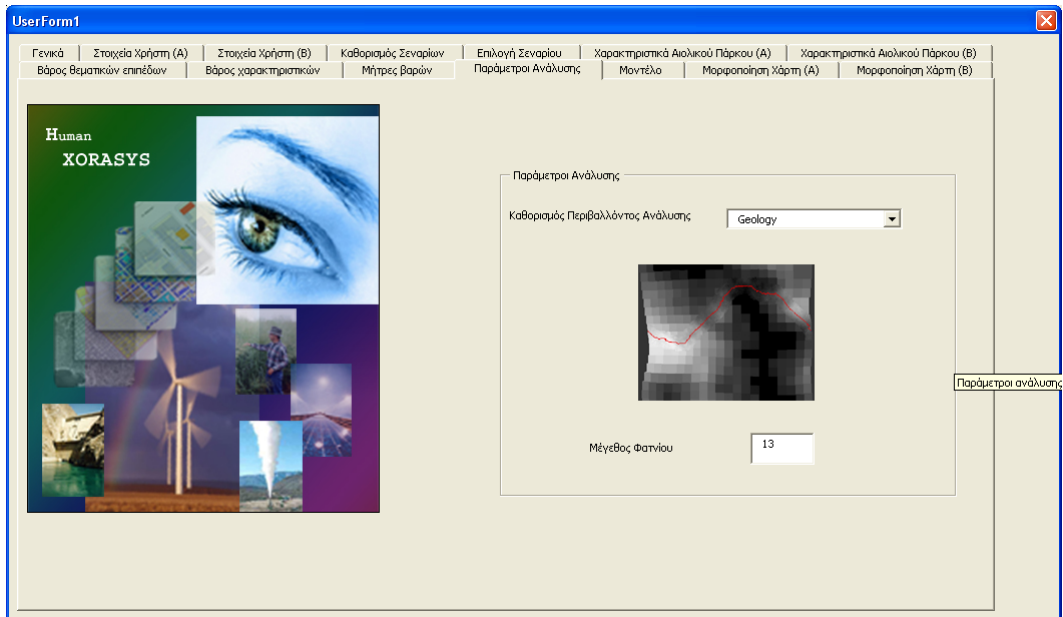 UserForm1
Γενικά
Στοιχεία Χρήστη (Α)
Στοιχεία Χρήστη (Β)
Καθορισμός Σεναρίων
Επιλογή Σεναρίου
Χαρακτηριστικά Αιολικού Πάρκου (Α)
Χαρακτηριστικά Αιολικού Πάρκου (Β)
Βάρος θεματικών επιπέδων
Βάρος χαρακτηριστικών
Μήτρες βαρών
Παράμετροι Ανάλυσης
Μοντέλο
Μορφοποίηση Χάρτη (Α)
Μορφοποίηση Χάρτη (Β)
Human
XORASYS
Παράμετροι Ανάλυσης
Καθορισμός Περιβαλλόντος Ανάλυσης
Geology
Παράμετροι ανάλυσης
Μέγεθος Φατνίου
13